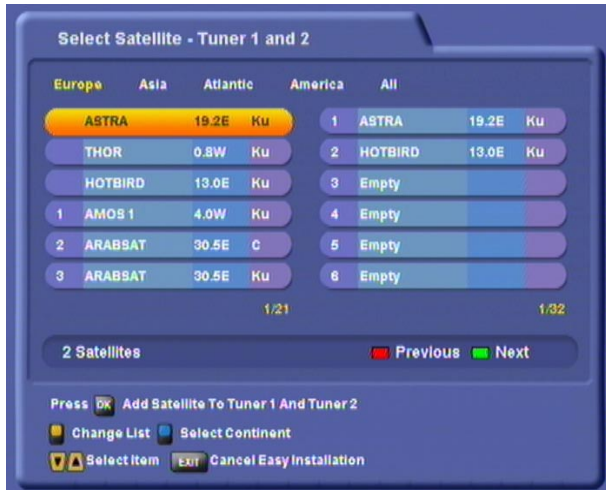 Select Satellite - Tuner 1 and 2
Europe Asia Atlantic America All
ASTRA 19.2E Ku
THOR 0.8W Ku
HOTBIRD 13.0E Ku
1 AMOS 1 4.0W Ku
2 ARABSAT 30.5E C
3 ARABSAT 30.5E Ku
1/21
1 ASTRA 19.2E Ku
2 HOTBIRD 13.0E Ku
3 Empty
4 Empty
5 Empty
6 Empty
1/32
2 Satellites
Previous Next
Press OK Add Satellite To Tuner 1 And Tuner 2
Change List Select Continent
Select Item EXIT Cancel Easy Installation